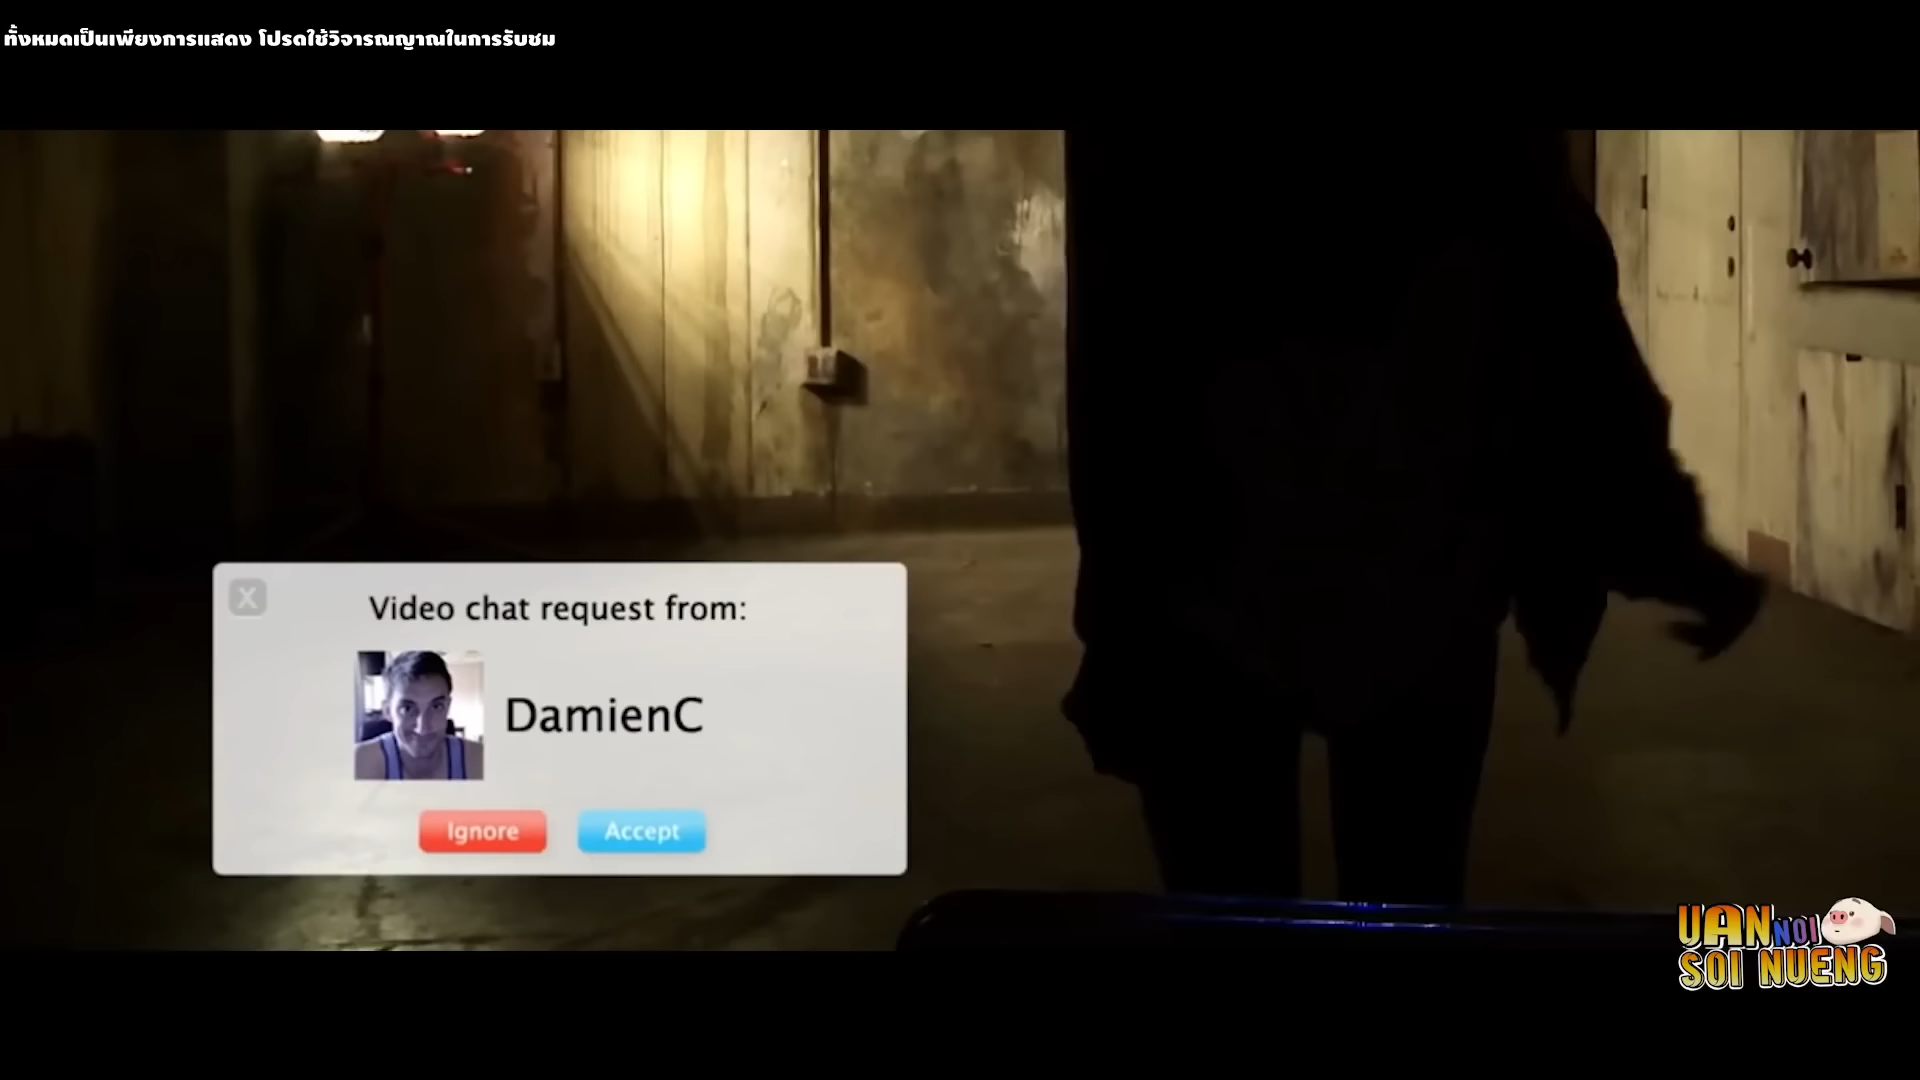 ทั้งหมดเป็นเพียงการแสดง โปรดใช้วิจารณญาณในการรับชม
X
Video chat request from:
DamienC
Ignore
Accept
UAN NOI
SOI NUENG